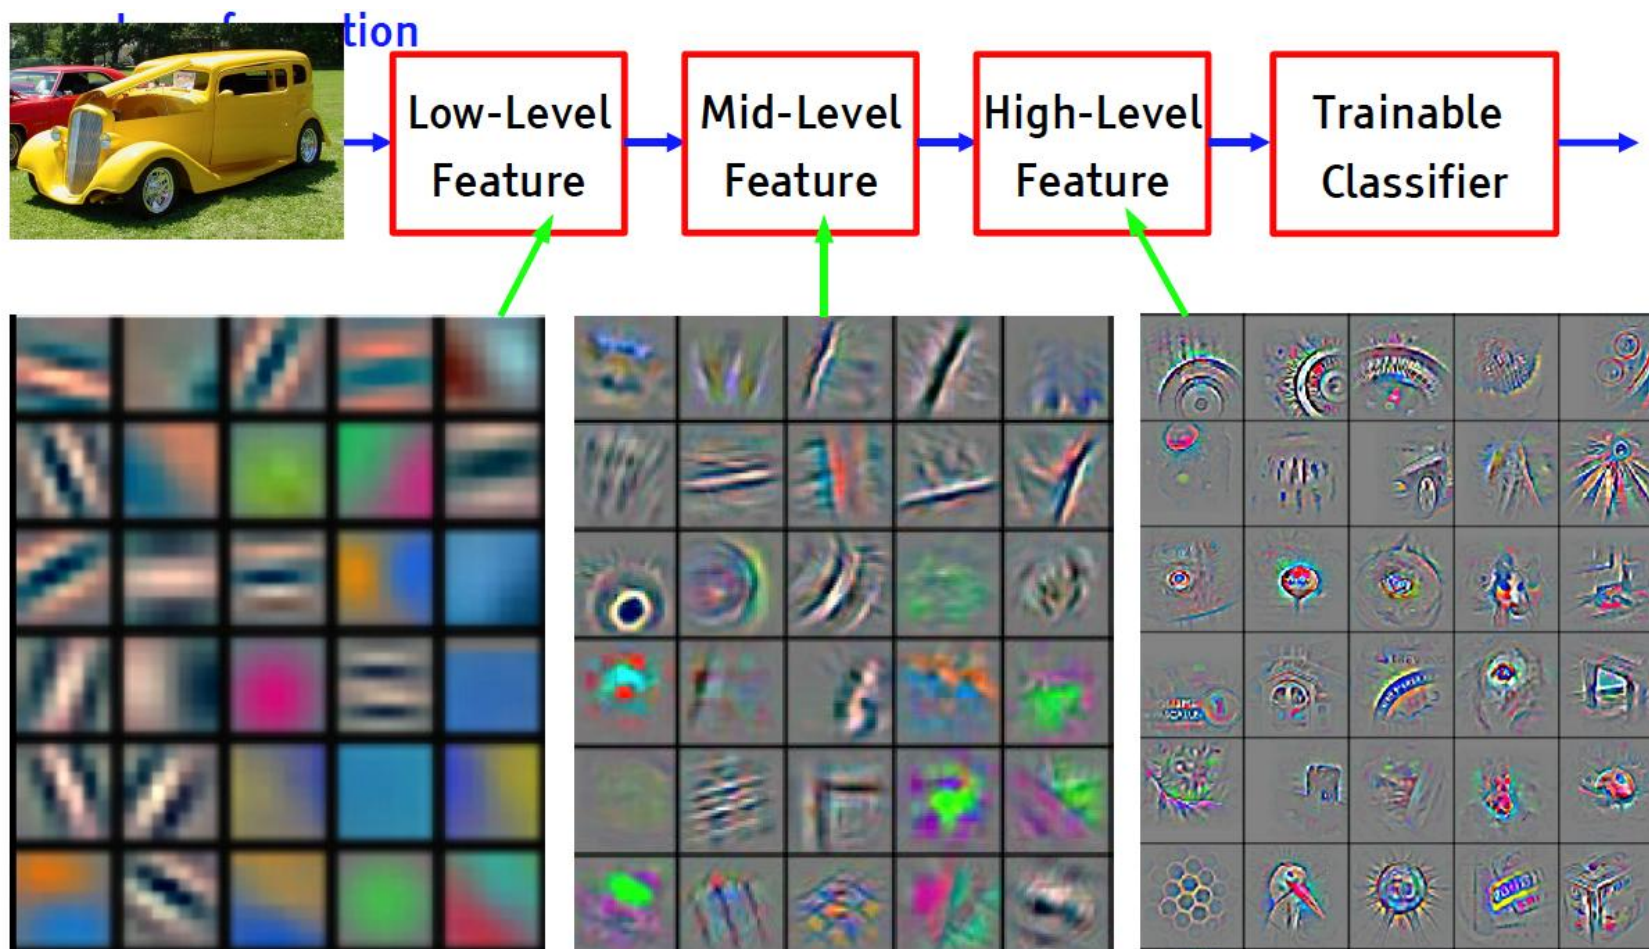 tion
Low-Level
Feature
Mid-Level
Feature
High-Level
Feature
Trainable
Classifier